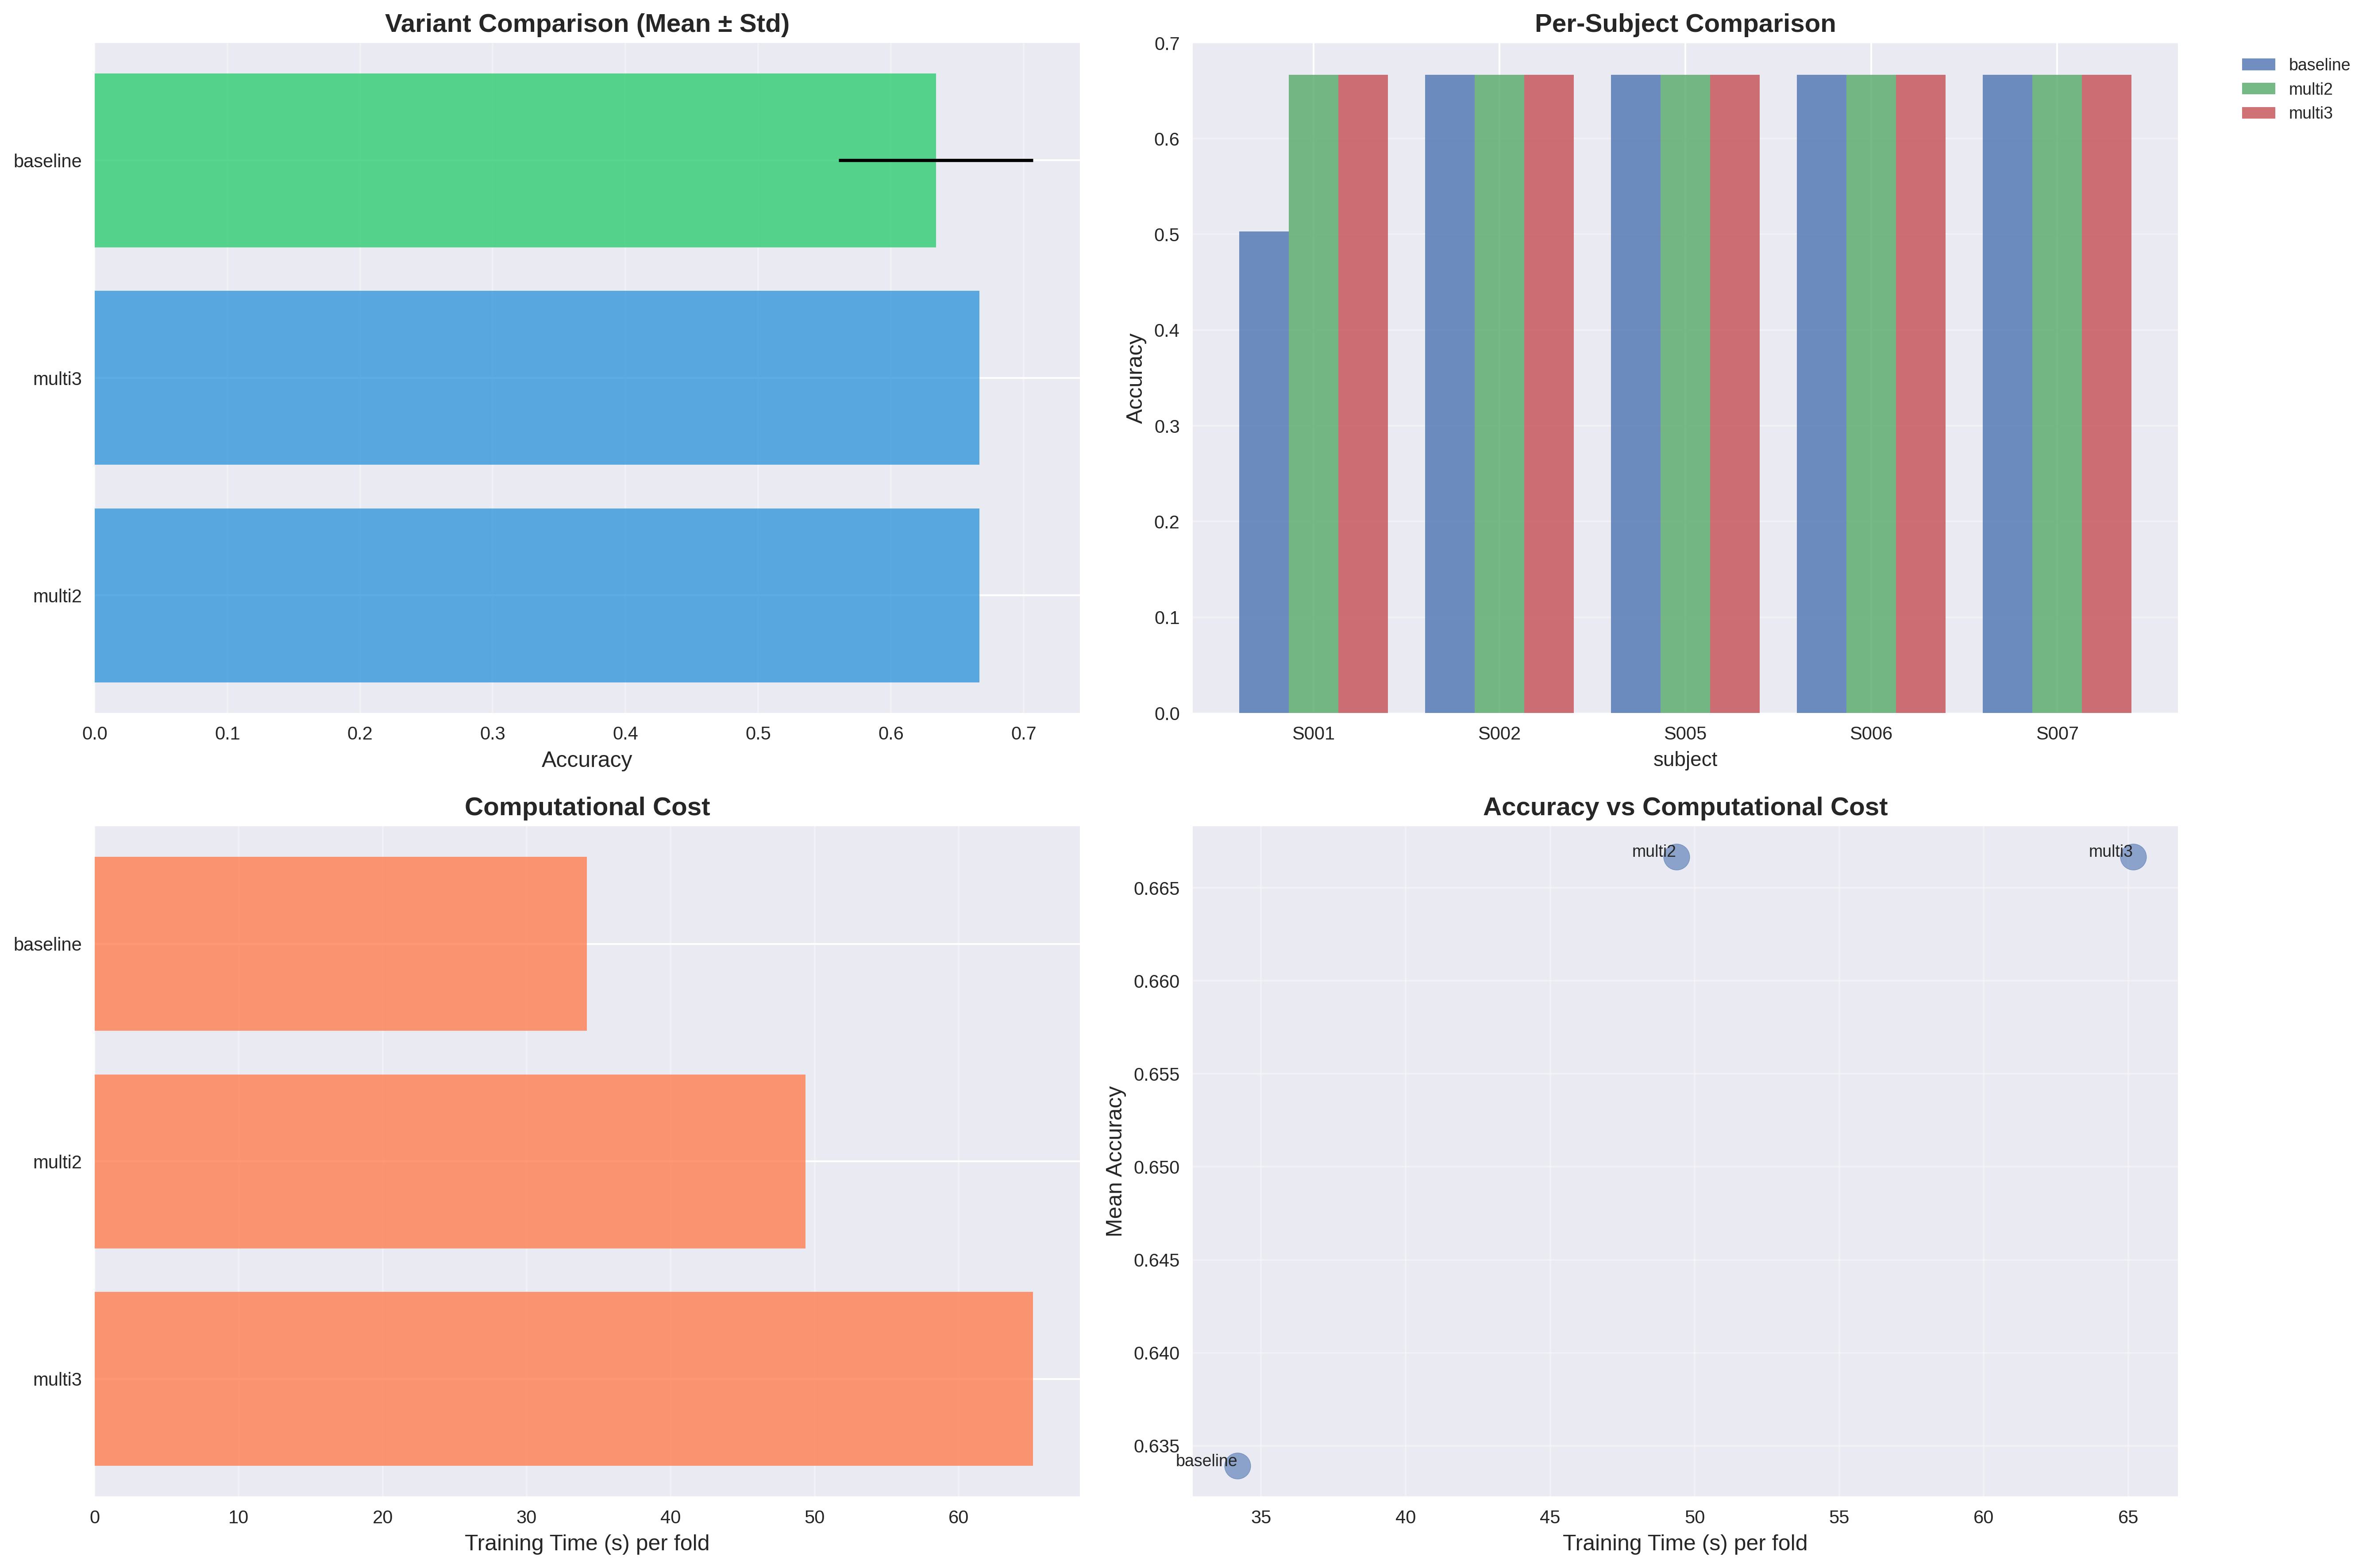 Variant Comparison (Mean ± Std)
baseline
multi3
multi2
0.0 0.1 0.2 0.3 0.4 0.5 0.6 0.7
Accuracy
Per-Subject Comparison
0.7
0.6
0.5
0.4
0.3
0.2
0.1
0.0
Accuracy
S001 S002 S005 S006 S007
subject
baseline
multi2
multi3
Computational Cost
baseline
multi2
multi3
0 10 20 30 40 50 60
Training Time (s) per fold
Accuracy vs Computational Cost
0.665
0.660
0.655
0.650
0.645
0.640
0.635
Mean Accuracy
multi2
multi3
baseline
35 40 45 50 55 60 65
Training Time (s) per fold